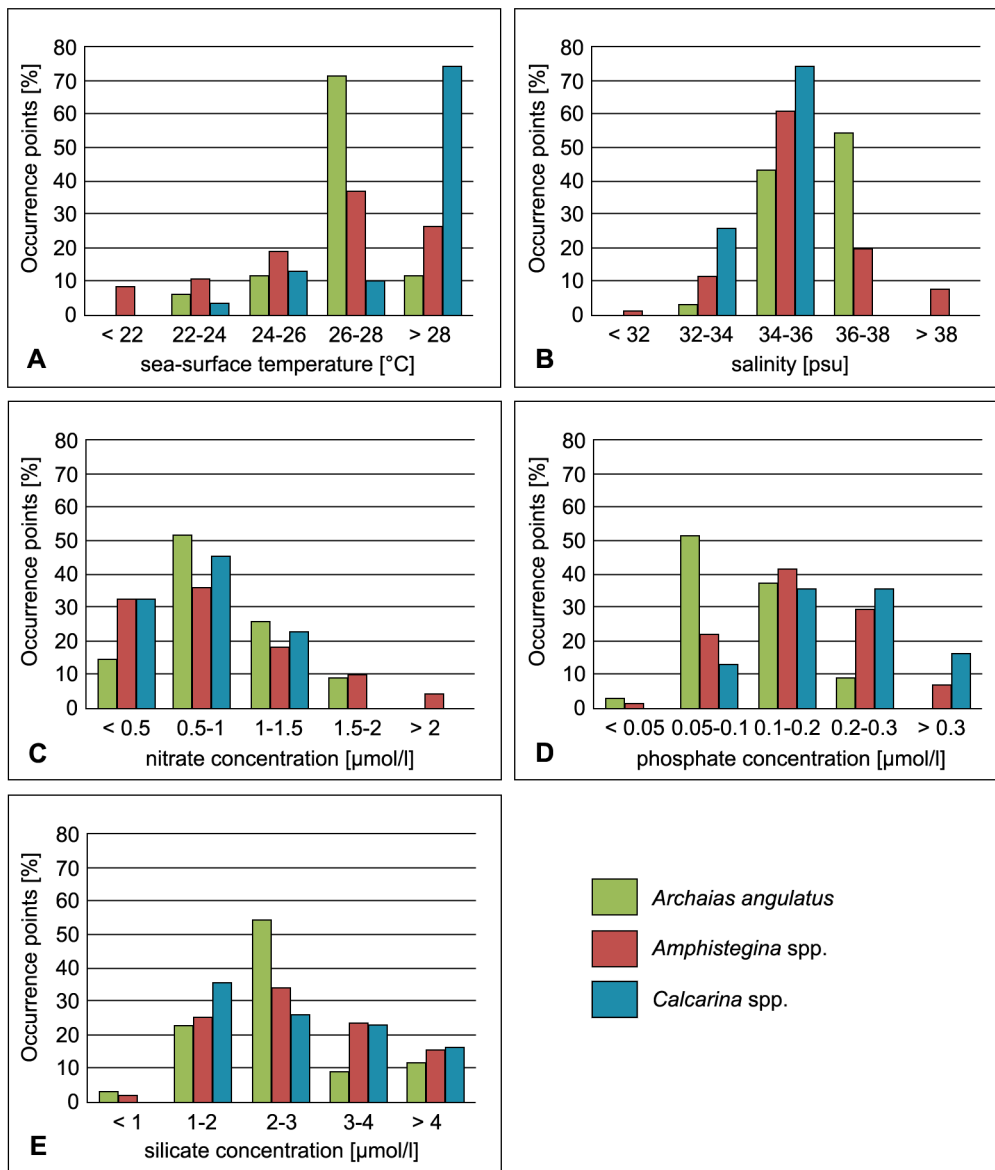 Occurrence points [%]
80
70
60
50
40
30
20
10
0
< 22 22-24 24-26 26-28 > 28
A sea-surface temperature [°C]
Occurrence points [%]
80
70
60
50
40
30
20
10
0
< 32 32-34 34-36 36-38 > 38
B salinity [psu]
Occurrence points [%]
80
70
60
50
40
30
20
10
0
< 0.5 0.5-1 1-1.5 1.5-2 > 2
C nitrate concentration [µmol/l]
Occurrence points [%]
80
70
60
50
40
30
20
10
0
< 0.05 0.05-0.1 0.1-0.2 0.2-0.3 > 0.3
D phosphate concentration [µmol/l]
Occurrence points [%]
80
70
60
50
40
30
20
10
0
< 1 1-2 2-3 3-4 > 4
E silicate concentration [µmol/l]
Archaias angulatus
Amphistegina spp.
Calcarina spp.